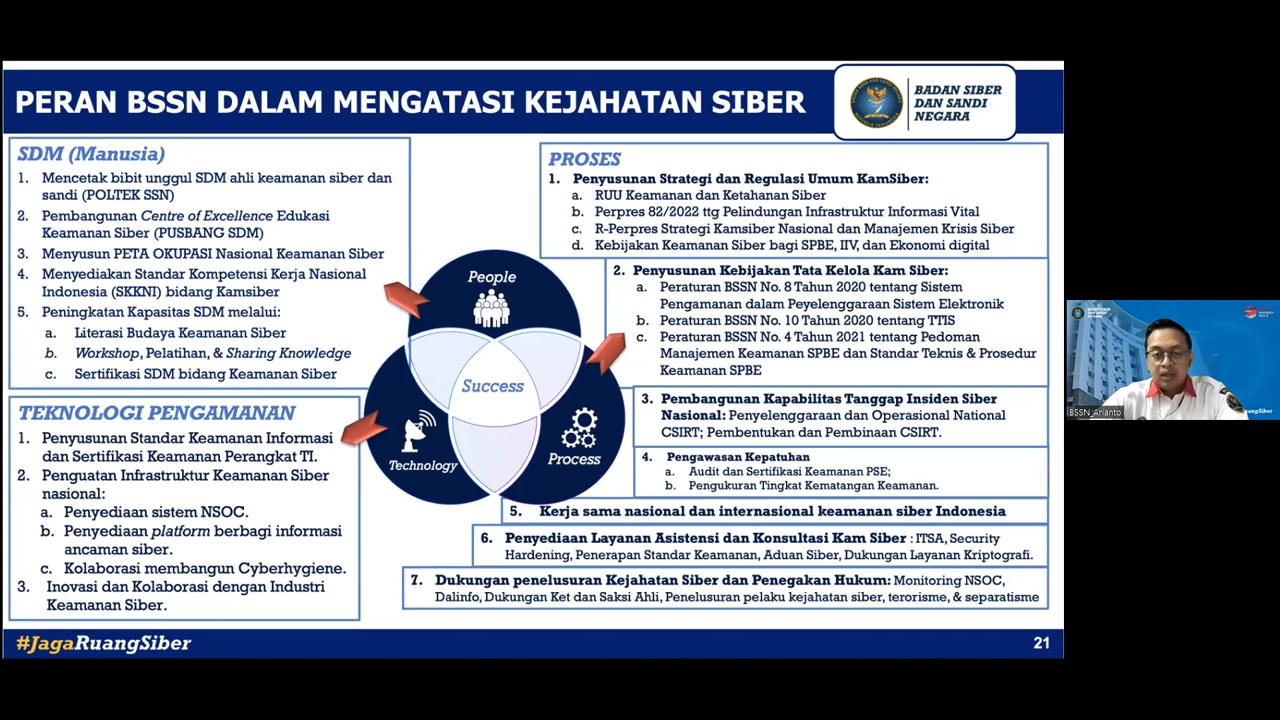 PERAN BSSN DALAM MENGATASI KEJAHATAN SIBER
BADAN SIBER
DAN SANDI
NEGARA
SDM (Manusia)
1. Mencetak bibit unggul SDM ahli keamanan siber dan
sandi (POLTEK SSN)
2. Pembangunan Centre of Excellence Edukasi
Keamanan Siber (PUSBANG SDM)
3. Menyusun PETA OKUPASI Nasional Keamanan Siber
4. Menyediakan Standar Kompetensi Kerja Nasional
Indonesia (SKKNI) bidang Kamsiber
5. Peningkatan Kapasitas SDM melalui:
a. Literasi Budaya Keamanan Siber
b. Workshop, Pelatihan, & Sharing Knowledge
c. Sertifikasi SDM bidang Keamanan Siber
TEKNOLOGI PENGAMANAN
1. Penyusunan Standar Keamanan Informasi
dan Sertifikasi Keamanan Perangkat TI.
2. Penguatan Infrastruktur Keamanan Siber
nasional:
a. Penyediaan sistem NSOC.
b. Penyediaan platform berbagi informasi
ancaman siber.
c. Kolaborasi membangun Cyberhygiene.
3. Inovasi dan Kolaborasi dengan Industri
Keamanan Siber.
People
Success
Technology
Process
PROSES
1. Penyusunan Strategi dan Regulasi Umum KamSiber:
a. RUU Keamanan dan Ketahanan Siber
b. Perpres 82/2022 ttg Pelindungan Infrastruktur Informasi Vital
c. R-Perpres Strategi Kamsiber Nasional dan Manajemen Krisis Siber
d. Kebijakan Keamanan Siber bagi SPBE, IIV, dan Ekonomi digital
2. Penyusunan Kebijakan Tata Kelola Kam Siber:
a. Peraturan BSSN No. 8 Tahun 2020 tentang Sistem
Pengamanan dalam Peyelenggaraan Sistem Elektronik
b. Peraturan BSSN No. 10 Tahun 2020 tentang TTIS
c. Peraturan BSSN No. 4 Tahun 2021 tentang Pedoman
Manajemen Keamanan SPBE dan Standar Teknis & Prosedur
Keamanan SPBE
3. Pembangunan Kapabilitas Tanggap Insiden Siber
Nasional: Penyelenggaraan dan Operasional National
CSIRT; Pembentukan dan Pembinaan CSIRT.
4. Pengawasan Kepatuhan
a. Audit dan Sertifikasi Keamanan PSE;
b. Pengukuran Tingkat Kematangan Keamanan.
5. Kerja sama nasional dan internasional keamanan siber Indonesia
6. Penyediaan Layanan Asistensi dan Konsultasi Kam Siber : ITSA, Security
Hardening, Penerapan Standar Keamanan, Aduan Siber, Dukungan Layanan Kriptografi.
7. Dukungan penelusuran Kejahatan Siber dan Penegakan Hukum: Monitoring NSOC,
Dalinfo, Dukungan Ket dan Saksi Ahli, Penelusuran pelaku kejahatan siber, terorisme, & separatisme
#JagaRuangSiber
21
BSSN_Arianto